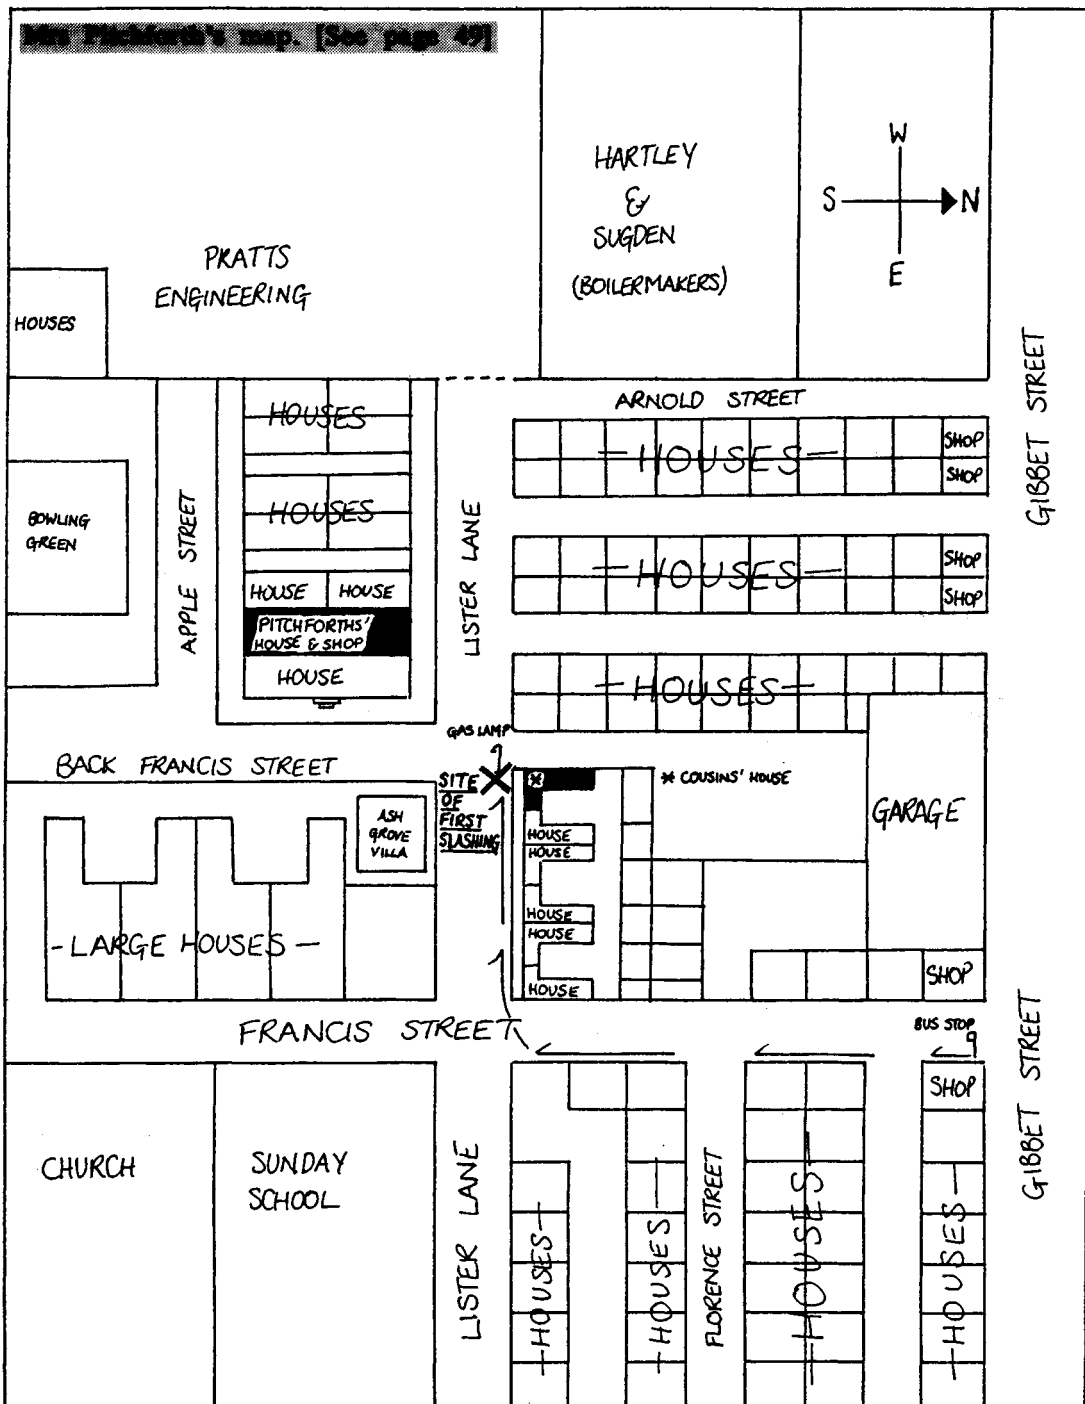 Mrs Pitchforth's map. [See page 49]
HARTLEY
&
SUGDEN
(BOILERMAKERS)
W
S
N
E
PRATTS
ENGINEERING
HOUSES
GIBBET STREET
ARNOLD STREET
HOUSES
HOUSES
HOUSE
HOUSE
PITCHFORTHS'
HOUSE & SHOP
HOUSE
BOWLING
GREEN
APPLE STREET
LISTER LANE
-HOUSES-
SHOP
SHOP
-HOUSES-
SHOP
SHOP
-HOUSES-
GAS LAMP
BACK FRANCIS STREET
SITE
OF
FIRST
SLASHING
X
*
* COUSINS' HOUSE
GARAGE
ASH
GROVE
VILLA
HOUSE
HOUSE
HOUSE
HOUSE
HOUSE
- LARGE HOUSES -
SHOP
FRANCIS STREET
BUS STOP
SHOP
GIBBET STREET
CHURCH
SUNDAY
SCHOOL
LISTER LANE
-HOUSES-
-HOUSES-
FLORENCE STREET
-HOUSES-
-HOUSES-